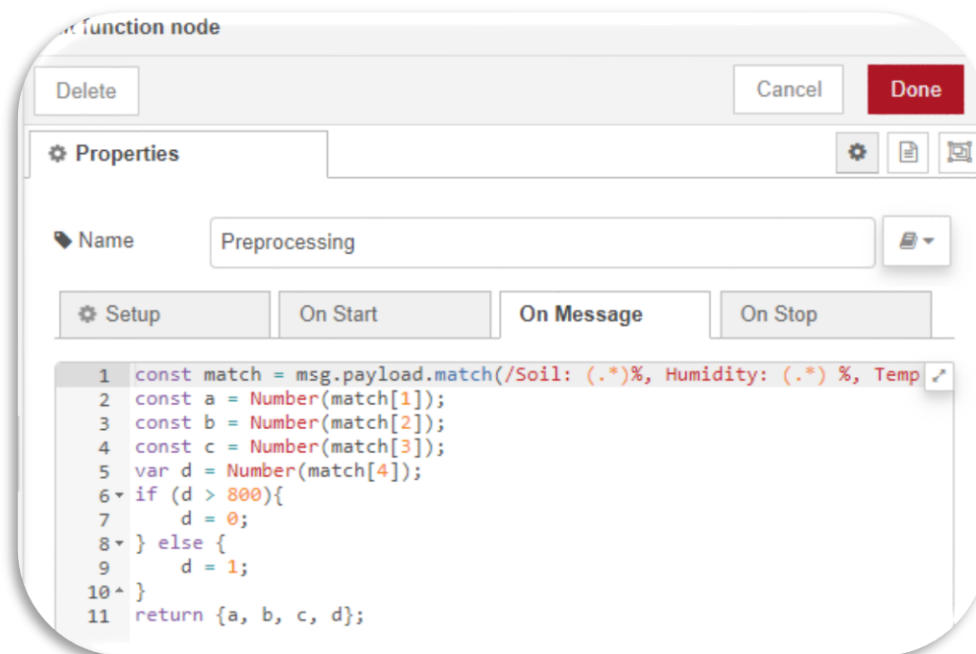 function node
Delete
Cancel
Done
Properties
Name
Preprocessing
Setup
On Start
On Message
On Stop
1 const match = msg.payload.match(/Soil: (.*)%, Humidity: (.*) %, Temp
2 const a = Number(match[1]);
3 const b = Number(match[2]);
4 const c = Number(match[3]);
5 var d = Number(match[4]);
6 if (d > 800){
7 d = 0;
8 } else {
9 d = 1;
10 }
11 return {a, b, c, d};